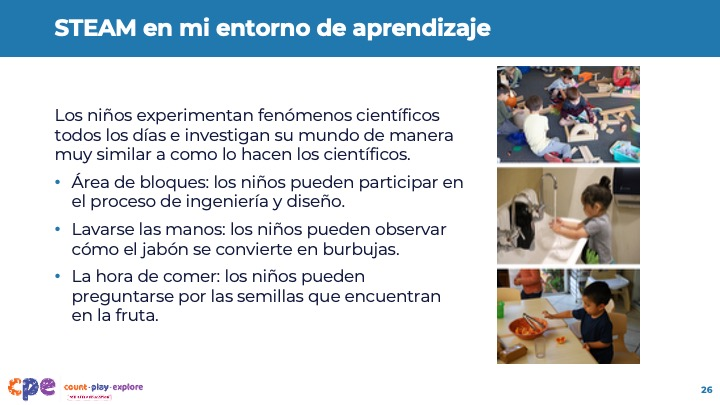 STEAM en mi entorno de aprendizaje
Los niños experimentan fenómenos científicos
todos los días e investigan su mundo de manera
muy similar a como lo hacen los científicos.
• Área de bloques: los niños pueden participar en
el proceso de ingeniería y diseño.
• Lavarse las manos: los niños pueden observar
cómo el jabón se convierte en burbujas.
• La hora de comer: los niños pueden
preguntarse por las semillas que encuentran
en la fruta.
cpe
count·play·explore
26